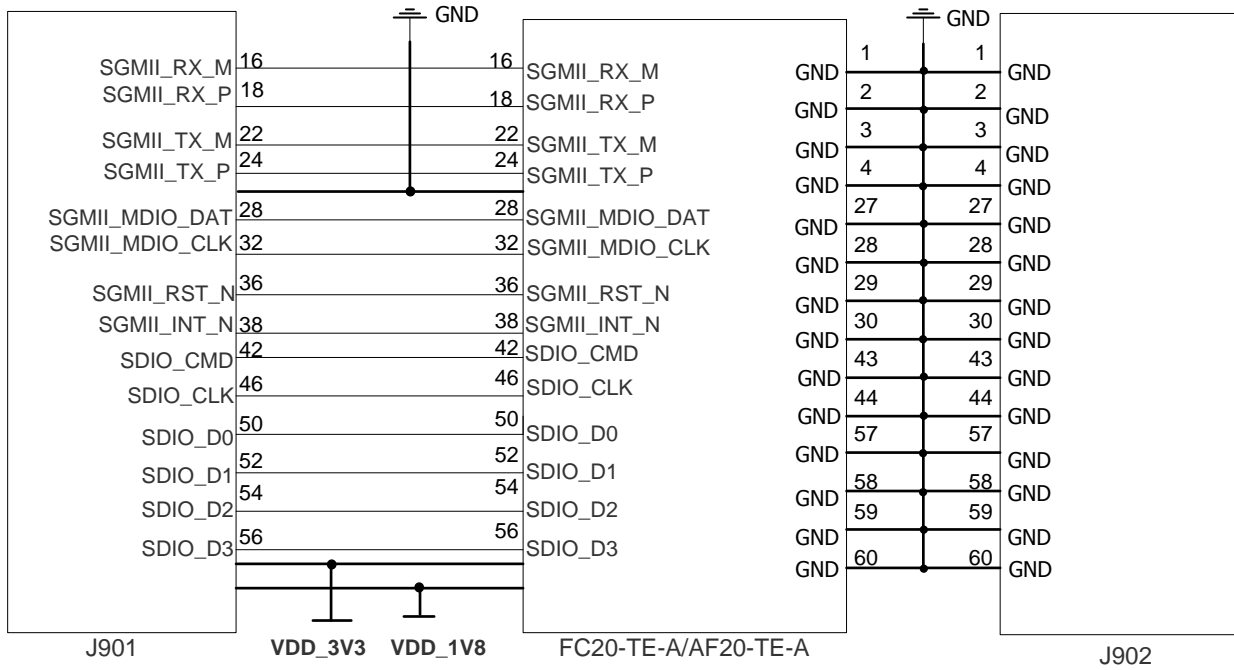 GND GND
SGMII_RX_M 16 16 SGMII_RX_M GND 1 1 GND
SGMII_RX_P 18 18 SGMII_RX_P GND 2 2 GND
SGMII_TX_M 22 22 SGMII_TX_M GND 3 3 GND
SGMII_TX_P 24 24 SGMII_TX_P GND 4 4 GND
SGMII_MDIO_DAT 28 28 SGMII_MDIO_DAT GND 27 27 GND
SGMII_MDIO_CLK 32 32 SGMII_MDIO_CLK GND 28 28 GND
SGMII_RST_N 36 36 SGMII_RST_N GND 29 29 GND
SGMII_INT_N 38 38 SGMII_INT_N GND 30 30 GND
SDIO_CMD 42 42 SDIO_CMD GND 43 43 GND
SDIO_CLK 46 46 SDIO_CLK GND 44 44 GND
SDIO_D0 50 50 SDIO_D0 GND 57 57 GND
SDIO_D1 52 52 SDIO_D1 GND 58 58 GND
SDIO_D2 54 54 SDIO_D2 GND 59 59 GND
SDIO_D3 56 56 SDIO_D3 GND 60 60 GND
J901 VDD_3V3 VDD_1V8 FC20-TE-A/AF20-TE-A J902